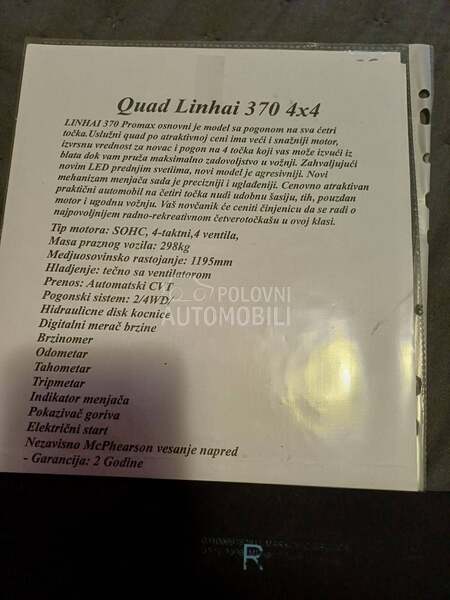 Quad Linhai 370 4x4
LINHAI 370 Promax osnovni je model sa pogonom na sva četri
točka.Uslužni quad po atraktivnoj ceni ima veći i snažniji motor,
izvrsnu vrednost za novac i pogon na 4 točka koji vas može izvući iz
blata dok vam pruža maksimalno zadovoljstvo u vožnji. Zahvaljujući
novim LED prednjim svetlima, novi model je agresivniji. Novi
mehanizam menjača sada je precizniji i uglađeniji. Cenovno atraktivan
praktični automobil na četiri točka nudi udobnu šasiju, tih, pouzdan
motor i ugodnu vožnju. Vaš novčanik će ceniti činjenicu da se radi o
najpovoljnijem radno-rekreativnom četverotočkašu u ovoj klasi.
Tip motora: SOHC, 4-taktni,4 ventila,
Masa praznog vozila: 298kg
Medjuosovinsko rastojanje: 1195mm
Hladjenje: tečno sa ventilatorom
Prenos: Automatski CVT
Pogonski sistem: 2/4WD/
POLOVNI
AUTOMOBILI
Hidraulicne disk kocnice
Digitalni merač brzine
Brzinomer
Odometar
Tahometar
Tripmetar
Indikator menjača
Pokazivač goriva
Električni start
Nezavisno McPhearson vesanje napred
- Garancija: 2 Godine
R